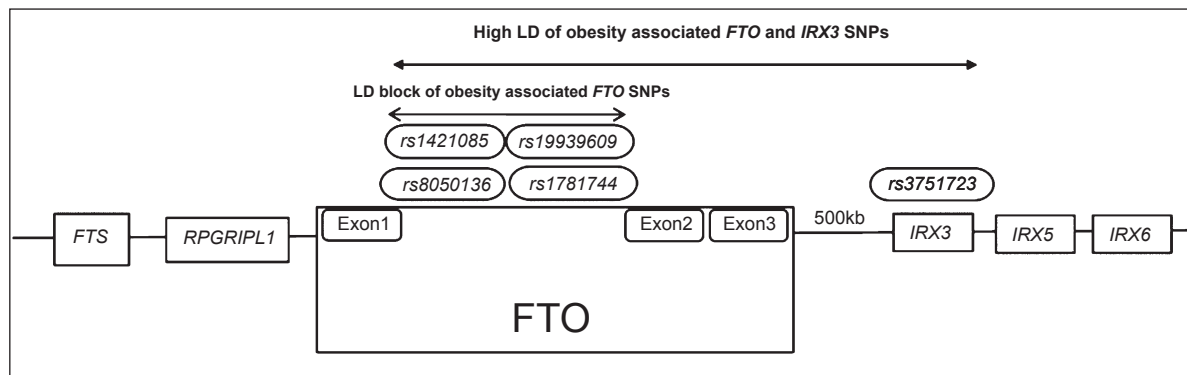 High LD of obesity associated FTO and IRX3 SNPs
LD block of obesity associated FTO SNPs
rs1421085 rs19939609
rs8050136 rs1781744 rs3751723
FTS RPGRIPL1 Exon1 Exon2 Exon3 500kb IRX3 IRX5 IRX6
FTO